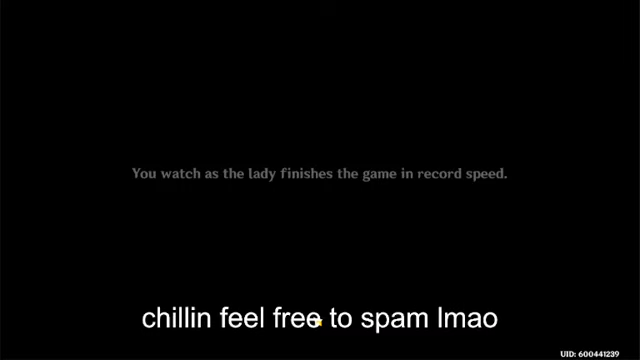 You watch as the lady finishes the game in record speed.
chillin feel free to spam lmao
UID: 600441239